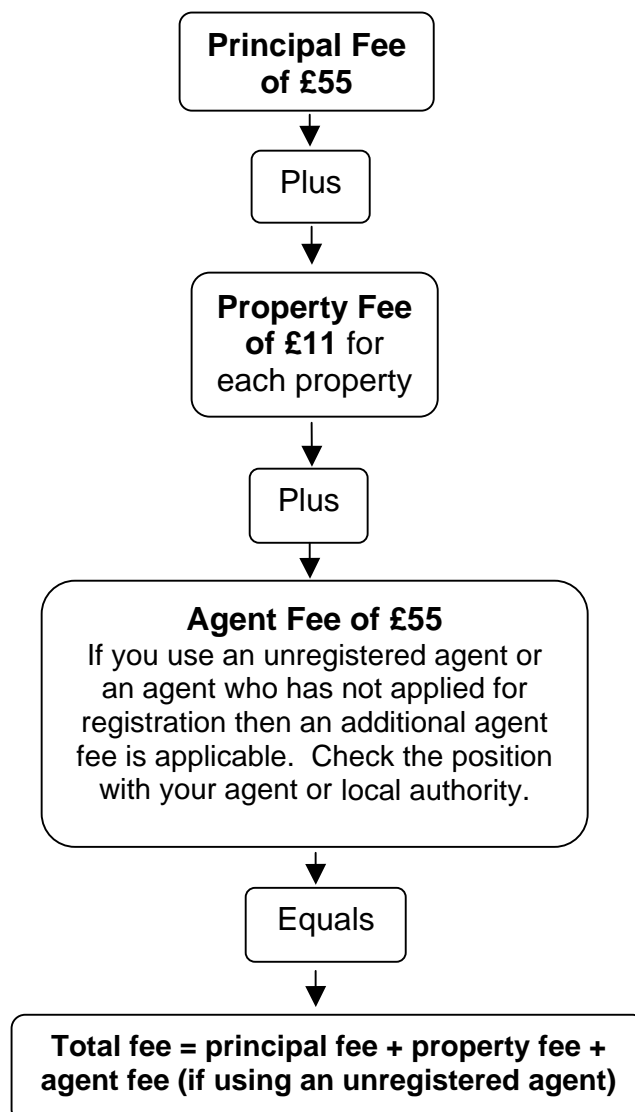 Principal Fee
of £55
Plus
Property Fee
of £11 for
each property
Plus
Agent Fee of £55
If you use an unregistered agent or
an agent who has not applied for
registration then an additional agent
fee is applicable.  Check the position
with your agent or local authority.
Equals
Total fee = principal fee + property fee +
agent fee (if using an unregistered agent)